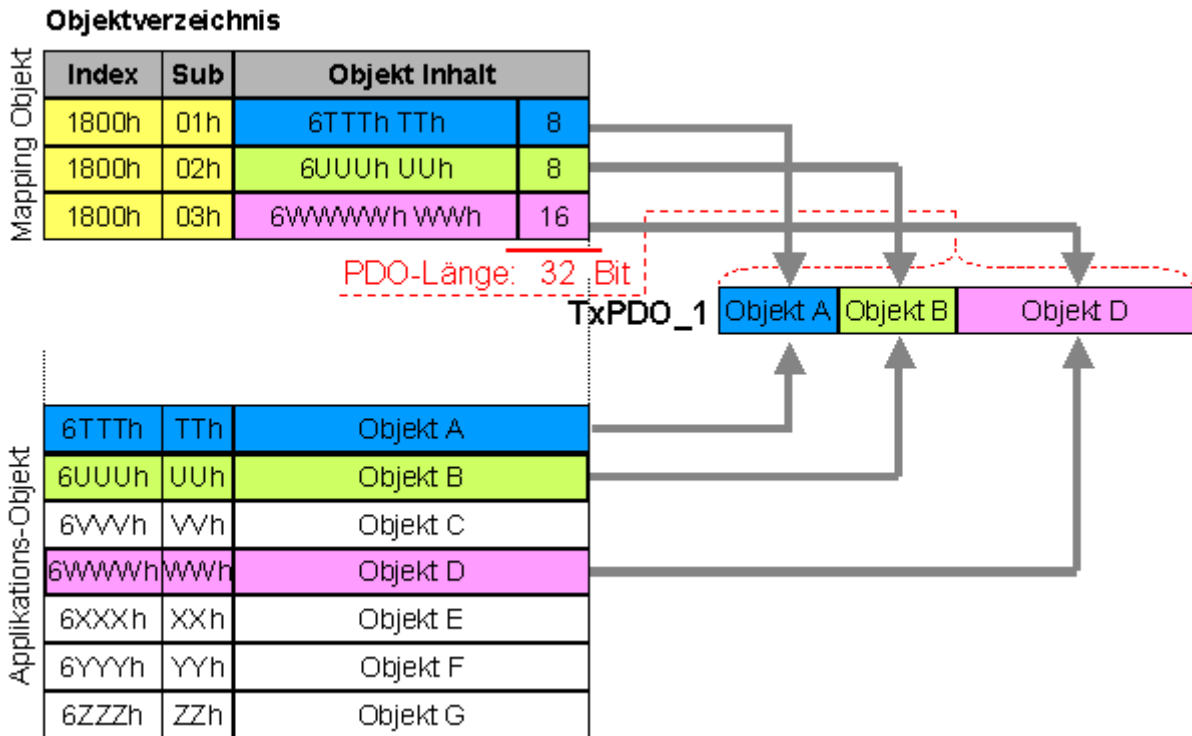 Objektverzeichnis
Mapping Objekt
Index Sub Objekt Inhalt
1800h 01h 6TTTh TTh 8
1800h 02h 6UUUh UUh 8
1800h 03h 6WWWWh WWh 16
PDO-Länge: 32 Bit
TxPDO_1 Objekt A Objekt B Objekt D
Applikations-Objekt
6TTTh TTh Objekt A
6UUUh UUh Objekt B
6VVVh VVh Objekt C
6WWWh WWh Objekt D
6XXXh XXh Objekt E
6YYYh YYh Objekt F
6ZZZh ZZh Objekt G